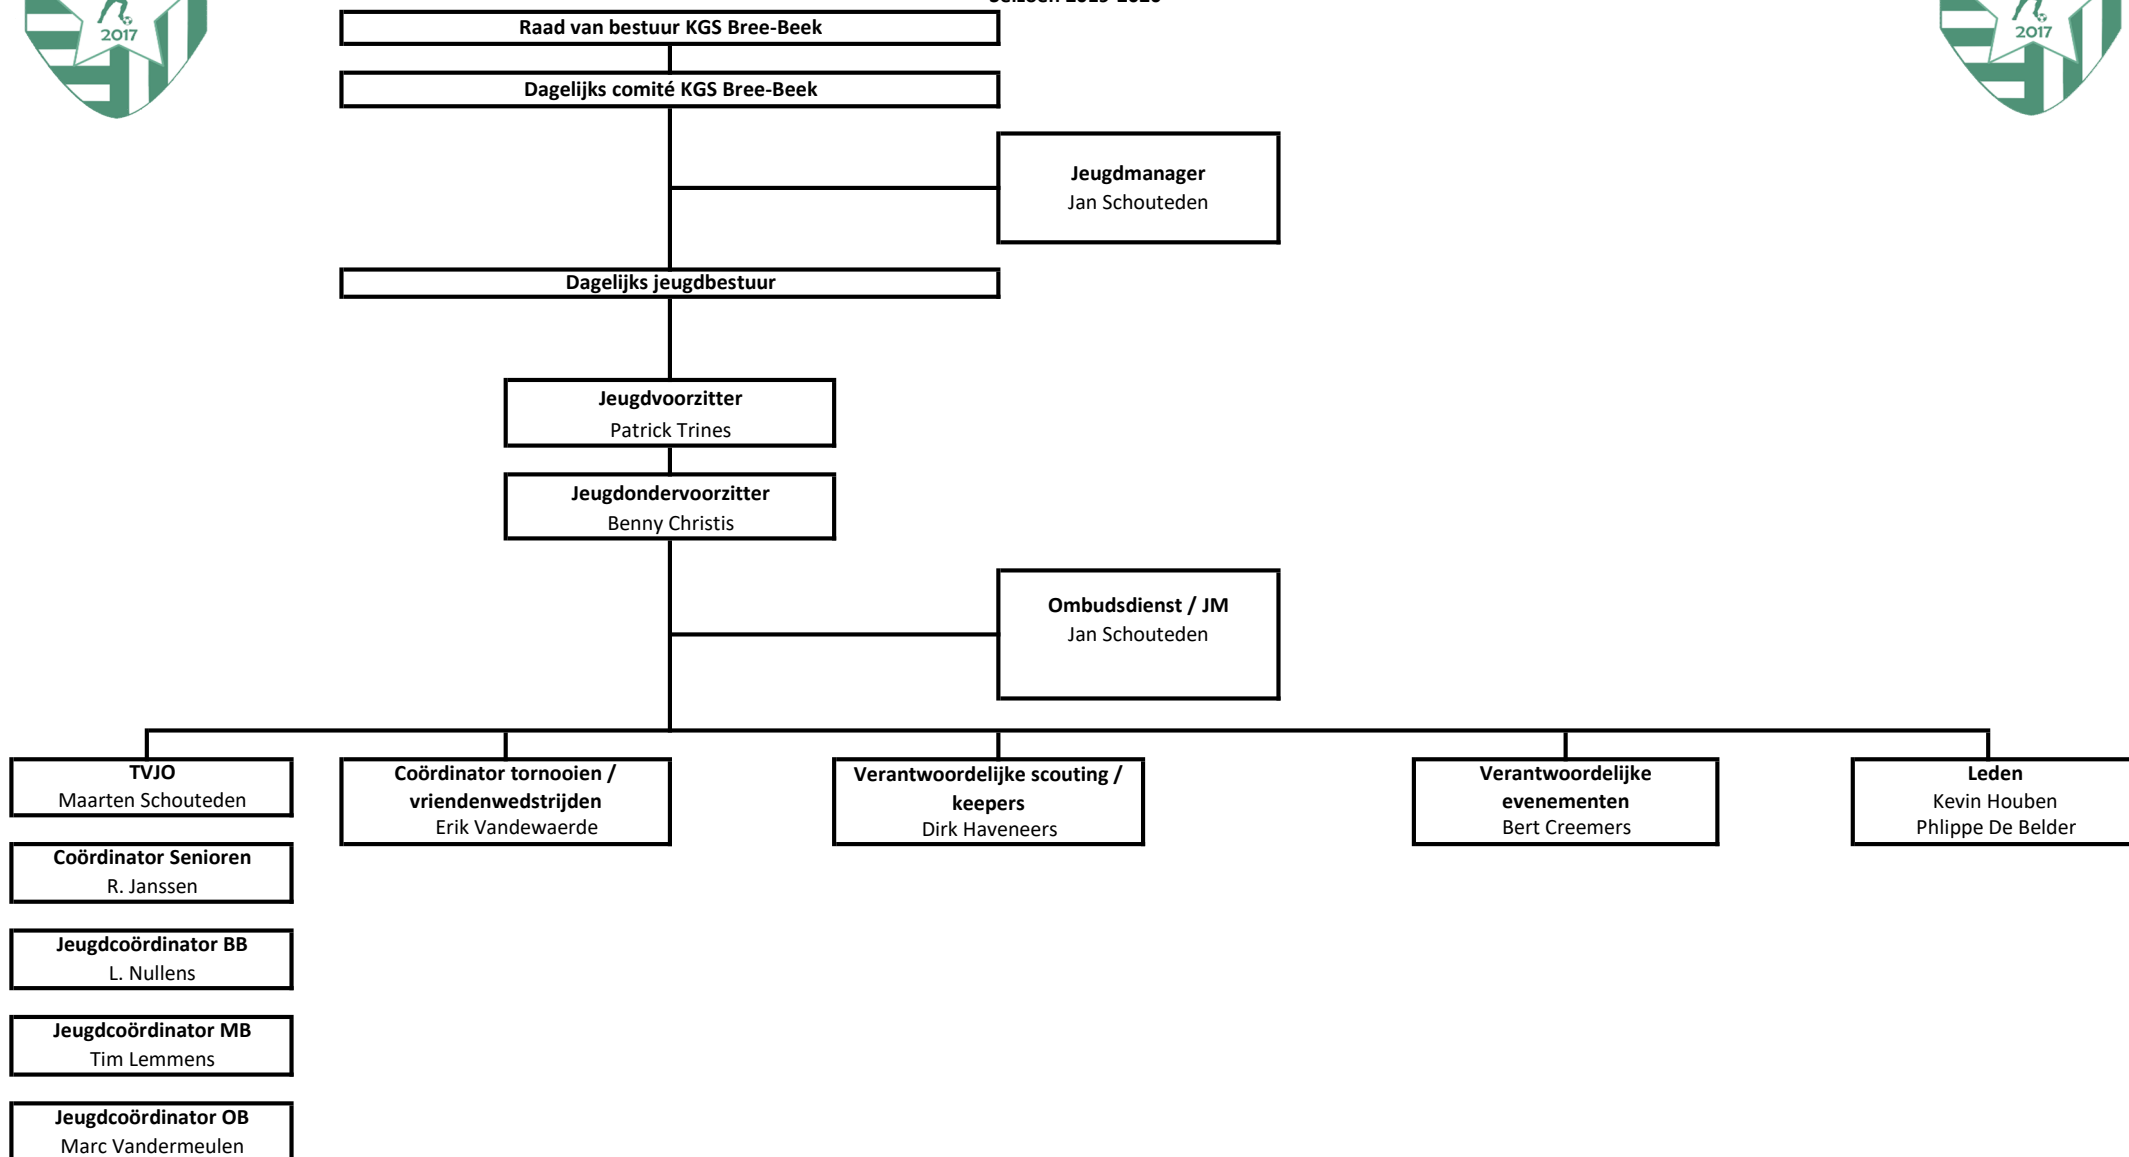 2017
2017
Raad van bestuur KGS Bree-Beek
Dagelijks comité KGS Bree-Beek
Jeugdmanager
Jan Schouteden
Dagelijks jeugdbestuur
Jeugdvoorzitter
Patrick Trines
Jeugdondervoorzitter
Benny Christis
Ombudsdienst / JM
Jan Schouteden
TVJO
Maarten Schouteden
Coördinator tornooien /
vriendenwedstrijden
Erik Vandewaerde
Verantwoordelijke scouting /
keepers
Dirk Haveneers
Verantwoordelijke
evenementen
Bert Creemers
Leden
Kevin Houben
Phlippe De Belder
Coördinator Senioren
R. Janssen
Jeugdcoördinator BB
L. Nullens
Jeugdcoördinator MB
Tim Lemmens
Jeugdcoördinator OB
Marc Vandermeulen